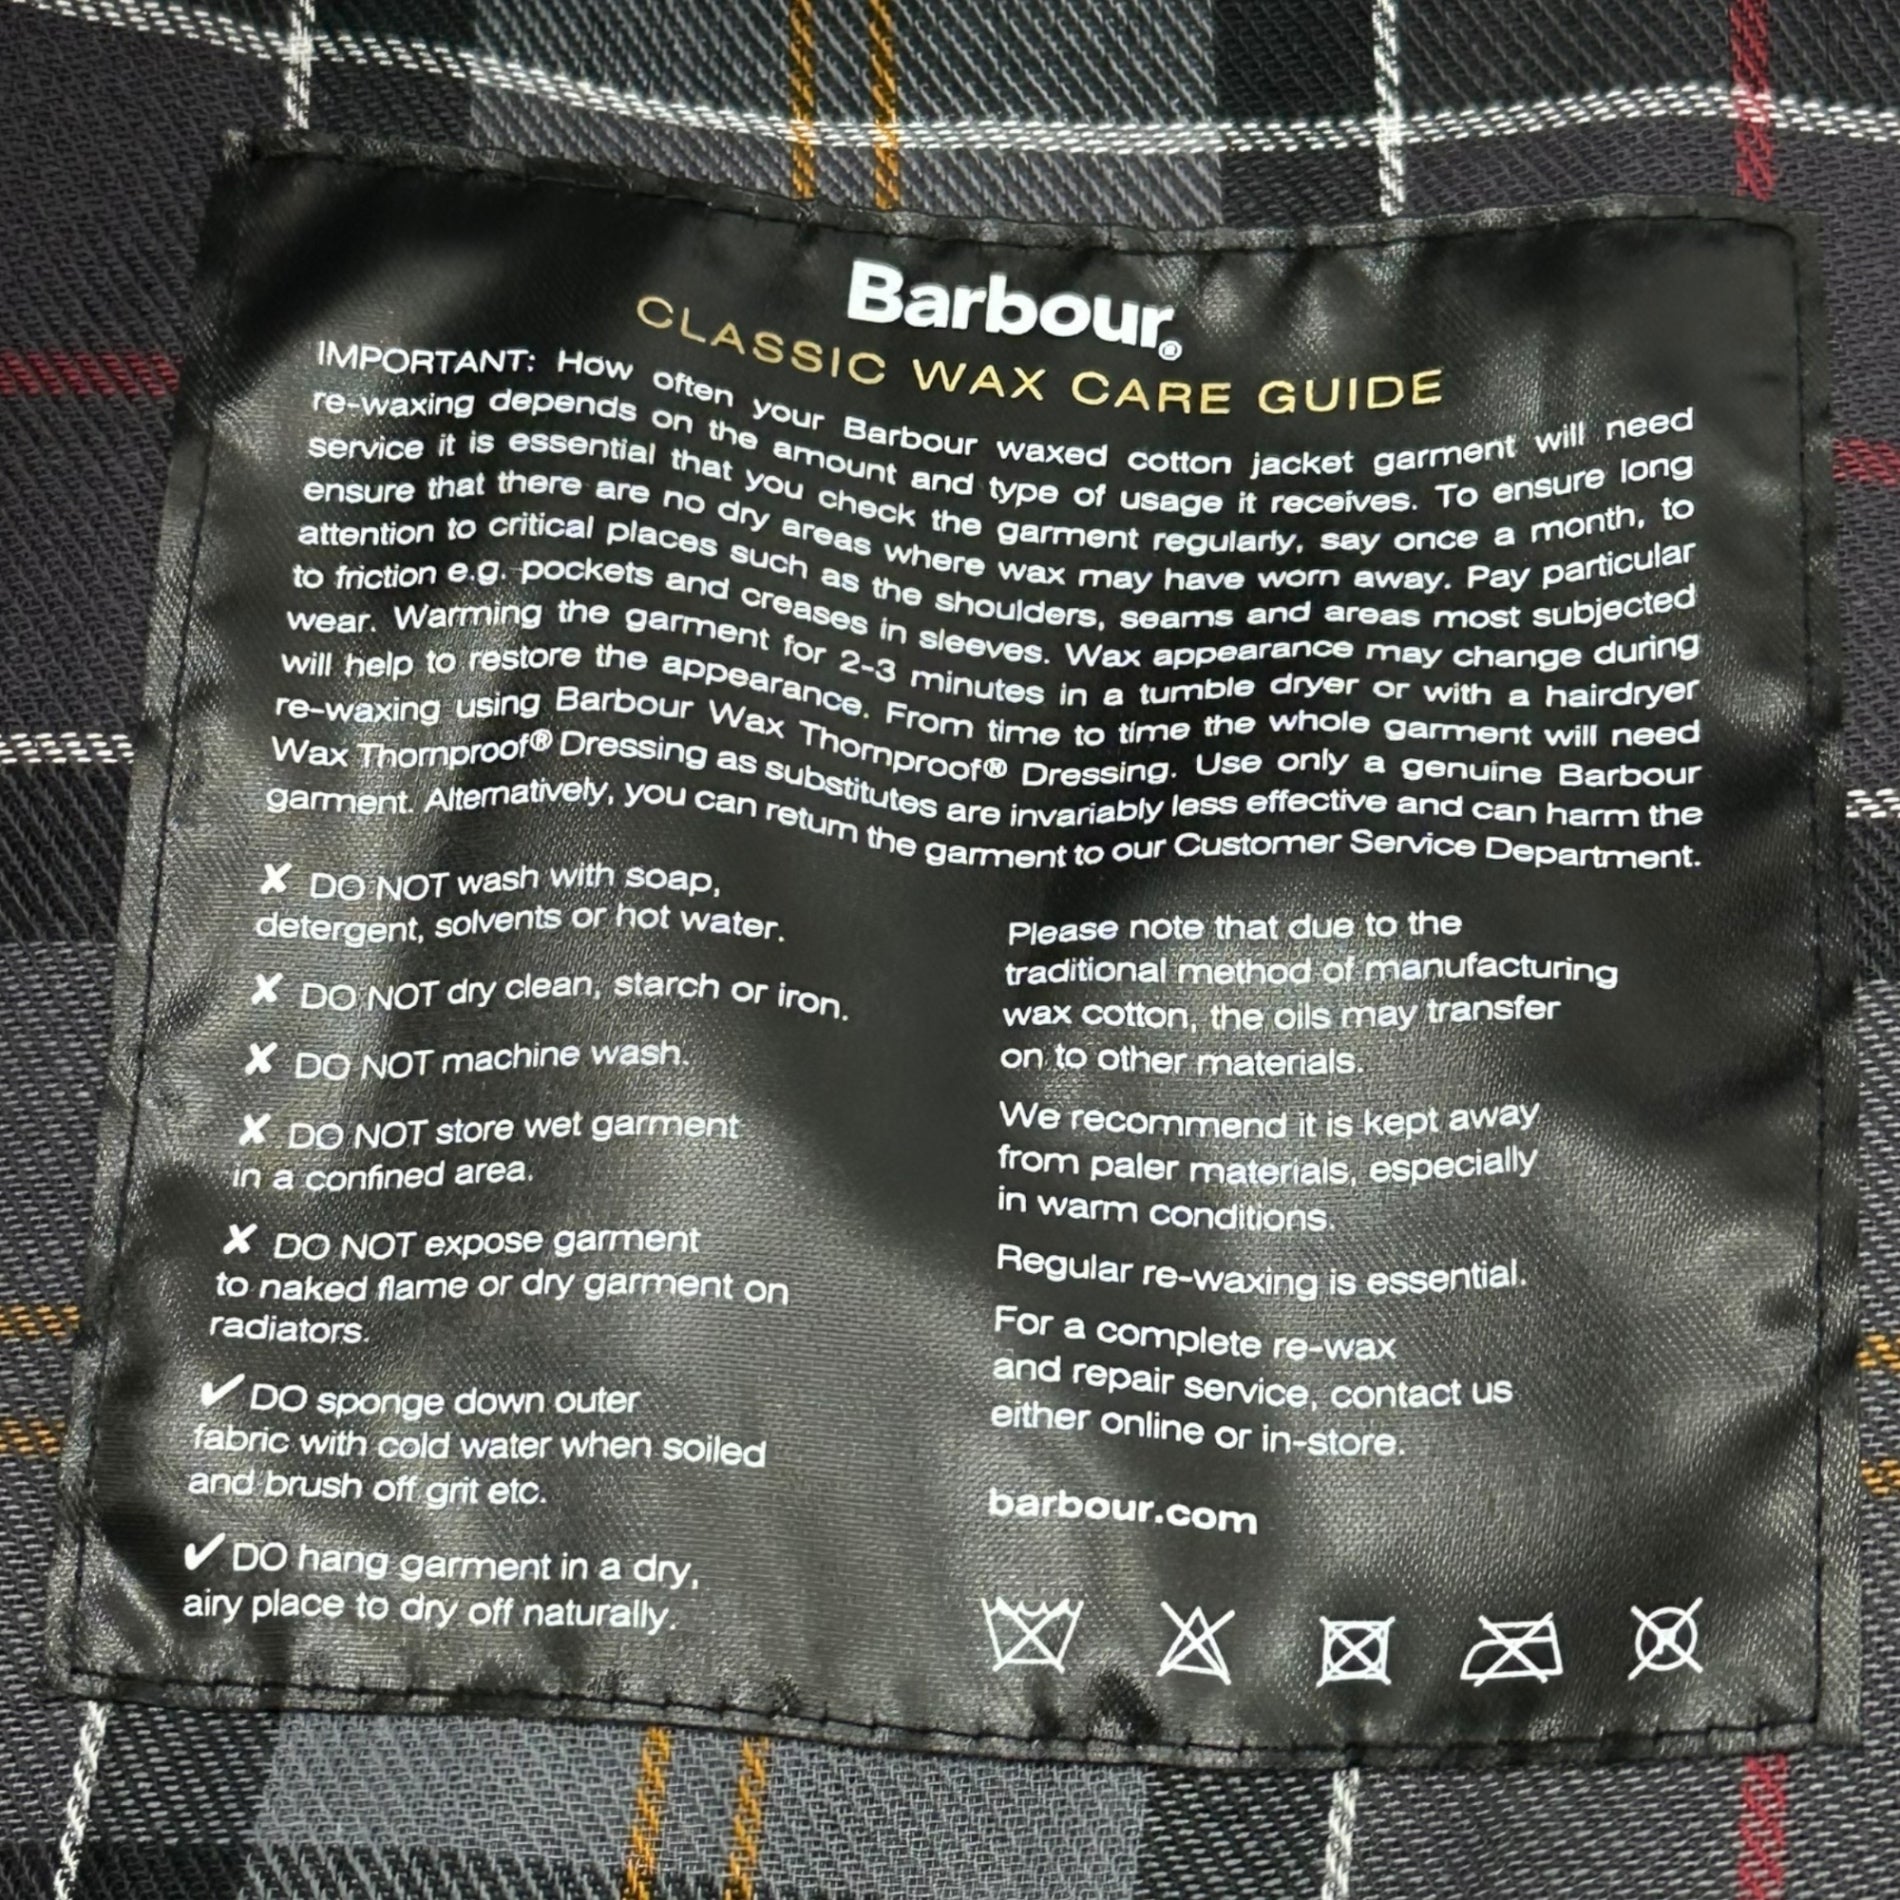 Barbour®
CLASSIC WAX CARE GUIDE
IMPORTANT: How often your Barbour waxed cotton jacket garment will need
re-waxing depends on the amount and type of usage it receives. To ensure long
service it is essential that you check the garment regularly, say once a month, to
ensure that there are no dry areas where wax may have worn away. Pay particular
attention to critical places such as the shoulders, seams and areas most subjected
to friction e.g. pockets and creases in sleeves. Wax appearance may change during
wear. Warming the garment for 2-3 minutes in a tumble dryer or with a hairdryer
will help to restore the appearance. From time to time the whole garment will need
re-waxing using Barbour Wax Thornproof® Dressing. Use only a genuine Barbour
Wax Thornproof® Dressing as substitutes are invariably less effective and can harm the
garment. Alternatively, you can return the garment to our Customer Service Department.
✘ DO NOT wash with soap,
detergent, solvents or hot water.
✘ DO NOT dry clean, starch or iron.
✘ DO NOT machine wash.
✘ DO NOT store wet garment
in a confined area.
✘ DO NOT expose garment
to naked flame or dry garment on
radiators.
✔ DO sponge down outer
fabric with cold water when soiled
and brush off grit etc.
✔ DO hang garment in a dry,
airy place to dry off naturally.
Please note that due to the
traditional method of manufacturing
wax cotton, the oils may transfer
on to other materials.
We recommend it is kept away
from paler materials, especially
in warm conditions.
Regular re-waxing is essential.
For a complete re-wax
and repair service, contact us
either online or in-store.
barbour.com